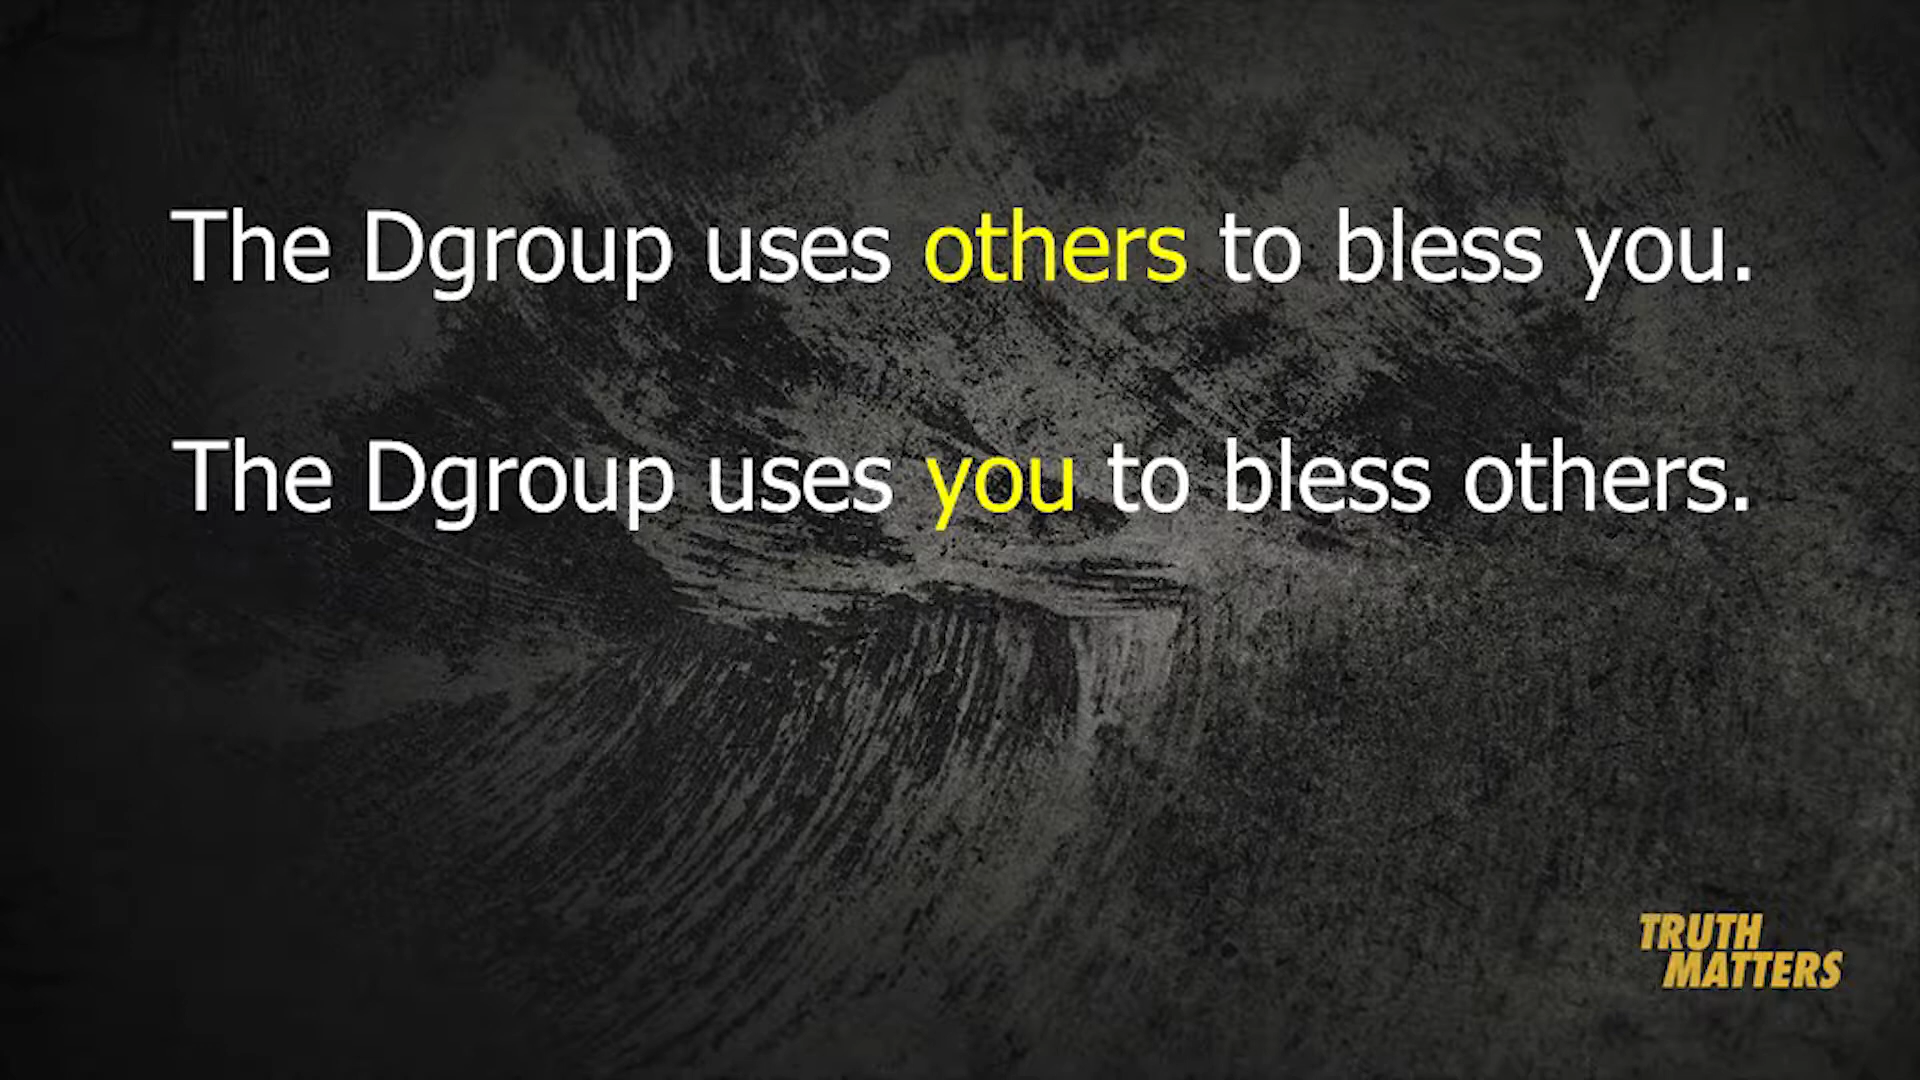 The Dgroup uses others to bless you.
The Dgroup uses you to bless others.
TRUTH
MATTERS